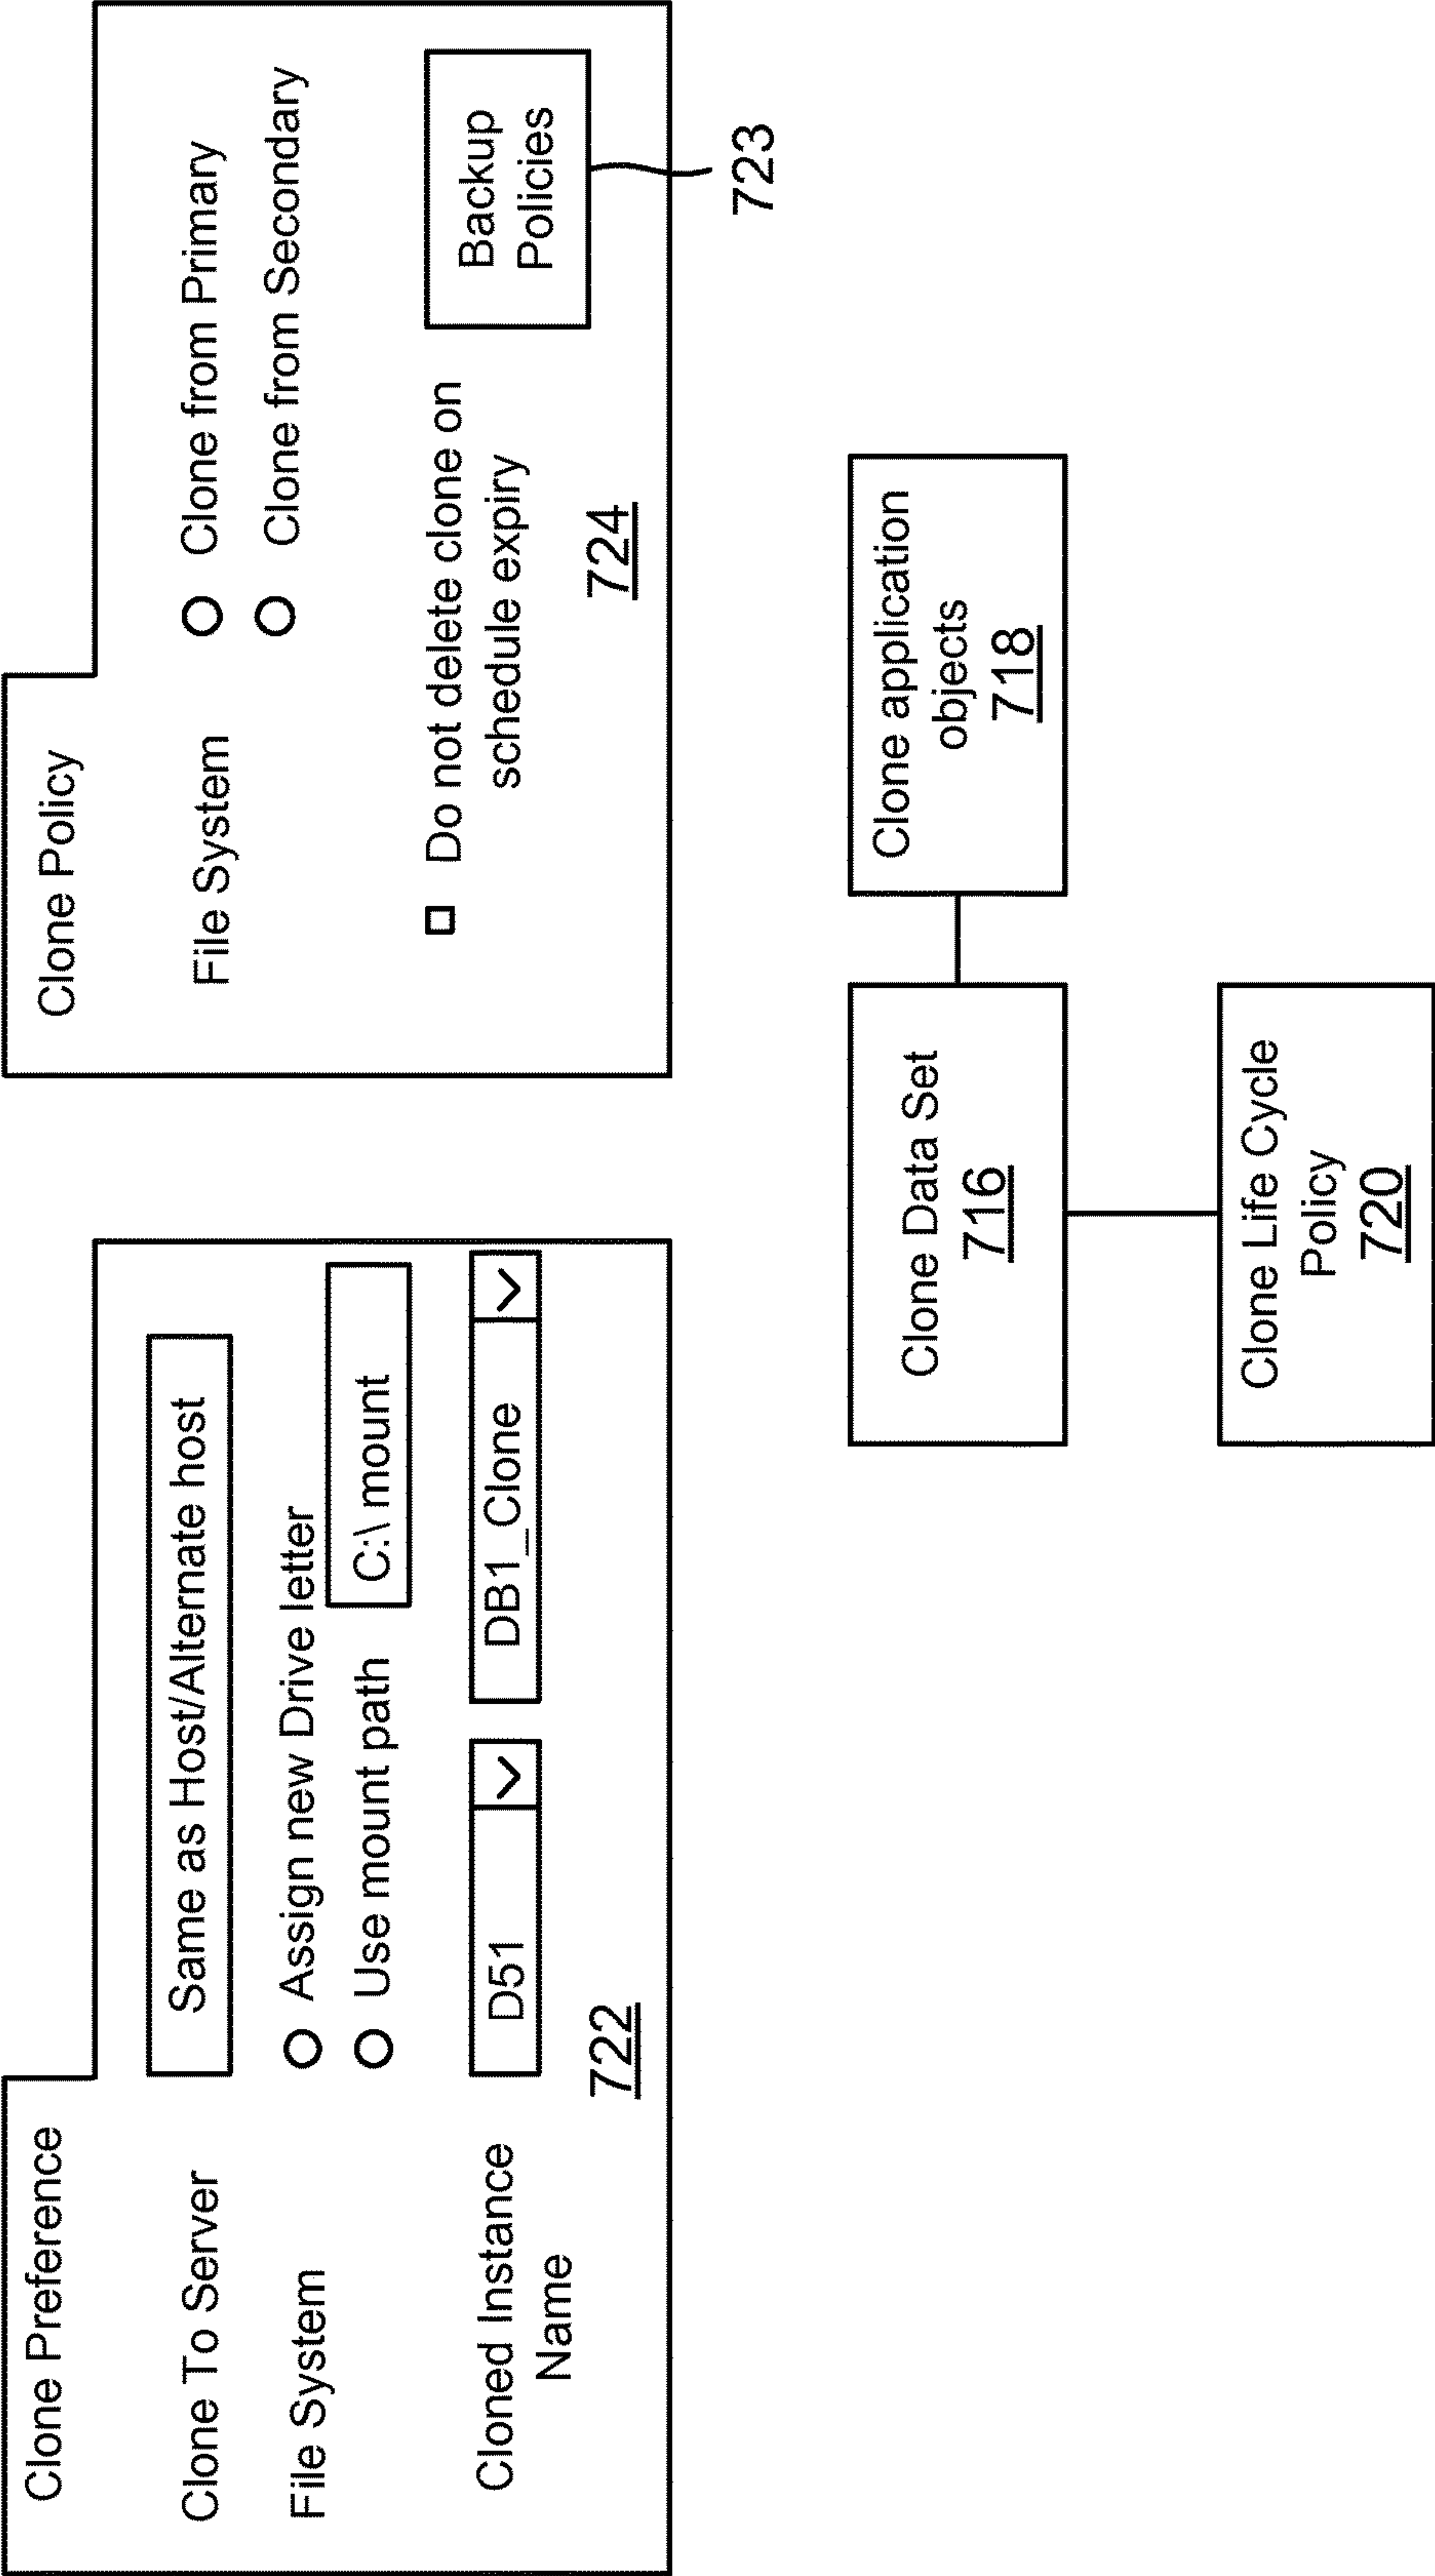 Clone Preference
Clone To Server
Same as Host/Alternate host
File System
Assign new Drive letter
Use mount path
C:\ mount
Cloned Instance
Name
D51
DB1_Clone
722
Clone Policy
File System
Clone from Primary
Clone from Secondary
Do not delete clone on
schedule expiry
Backup
Policies
724
723
Clone Data Set
716
Clone application
objects
718
Clone Life Cycle
Policy
720